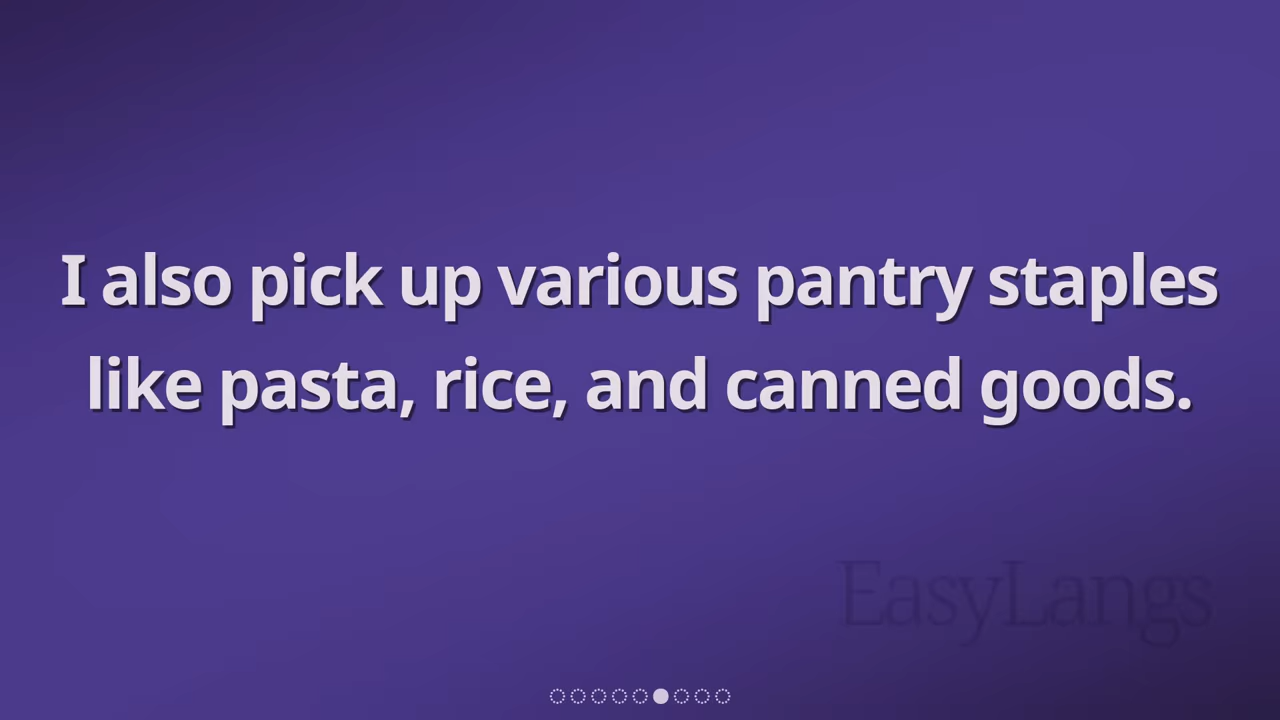 I also pick up various pantry staples
like pasta, rice, and canned goods.
EasyLangs